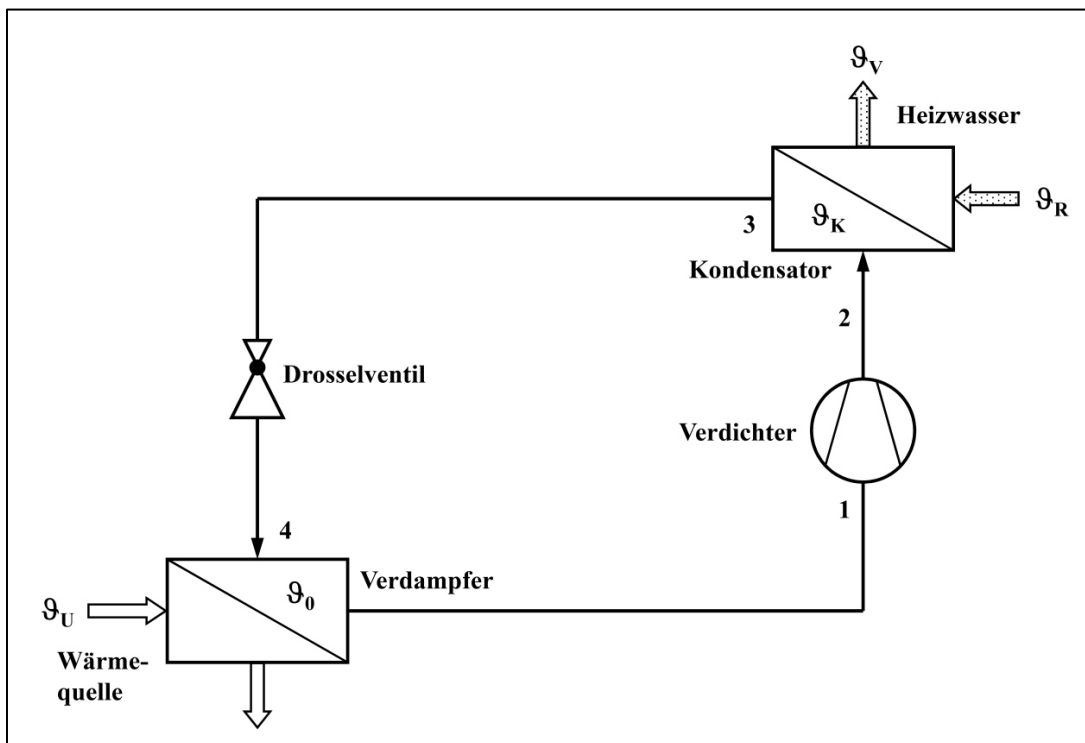 ϑV
Heizwasser
ϑK
ϑR
3
Kondensator
2
Drosselventil
Verdichter
1
4
Verdampfer
ϑ0
ϑU
Wärme-
quelle